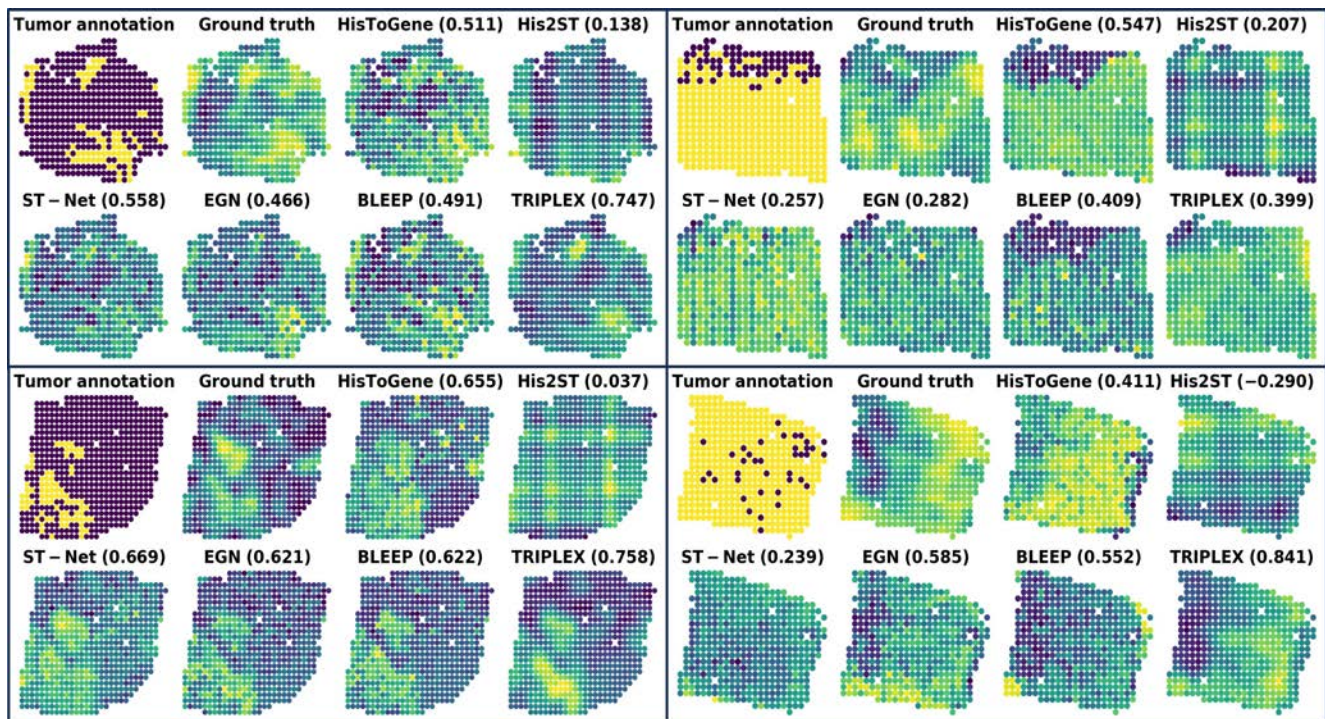 Tumor annotation Ground truth HisToGene (0.511) His2ST (0.138)
ST − Net (0.558) EGN (0.466) BLEEP (0.491) TRIPLEX (0.747)
Tumor annotation Ground truth HisToGene (0.547) His2ST (0.207)
ST − Net (0.257) EGN (0.282) BLEEP (0.409) TRIPLEX (0.399)
Tumor annotation Ground truth HisToGene (0.655) His2ST (0.037)
ST − Net (0.669) EGN (0.621) BLEEP (0.622) TRIPLEX (0.758)
Tumor annotation Ground truth HisToGene (0.411) His2ST (−0.290)
ST − Net (0.239) EGN (0.585) BLEEP (0.552) TRIPLEX (0.841)